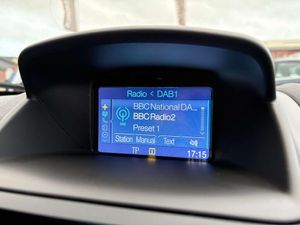 Radio < DAB1
BBC National DA...
BBC Radio2
Preset 1
Station Manual Text
TP
17:15